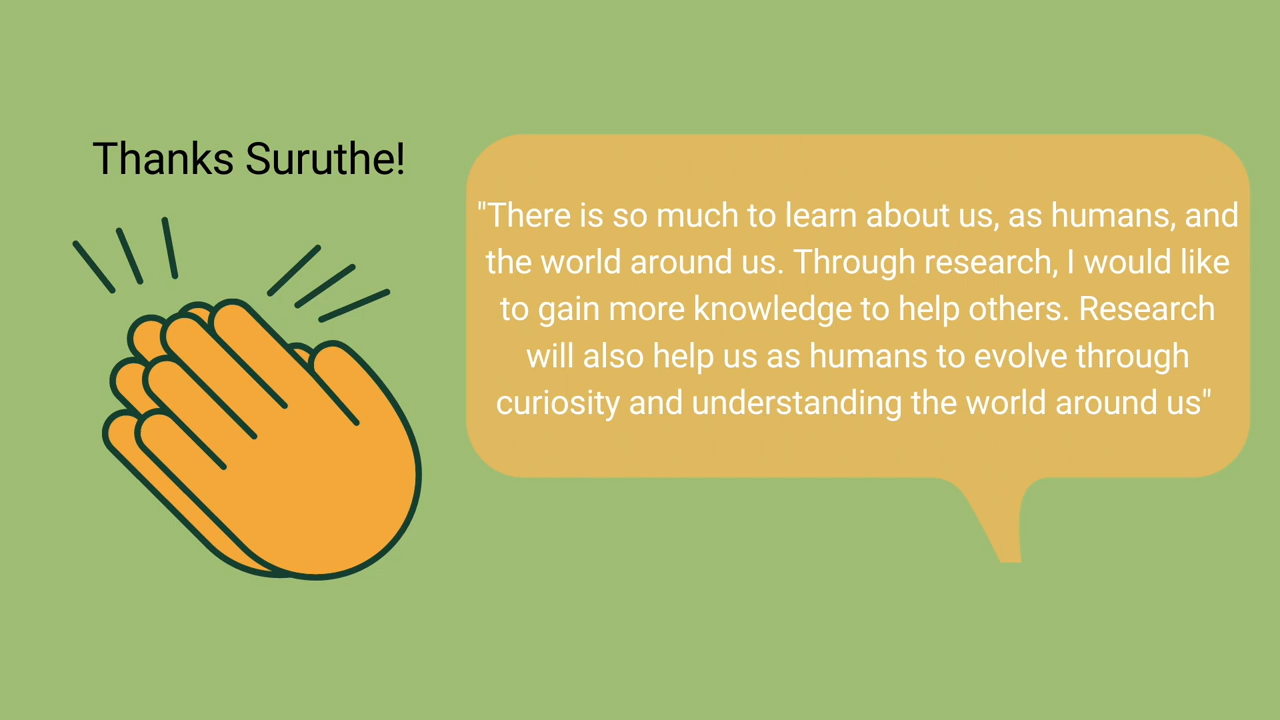 Thanks Suruthe!
"There is so much to learn about us, as humans, and
the world around us. Through research, I would like
to gain more knowledge to help others. Research
will also help us as humans to evolve through
curiosity and understanding the world around us"